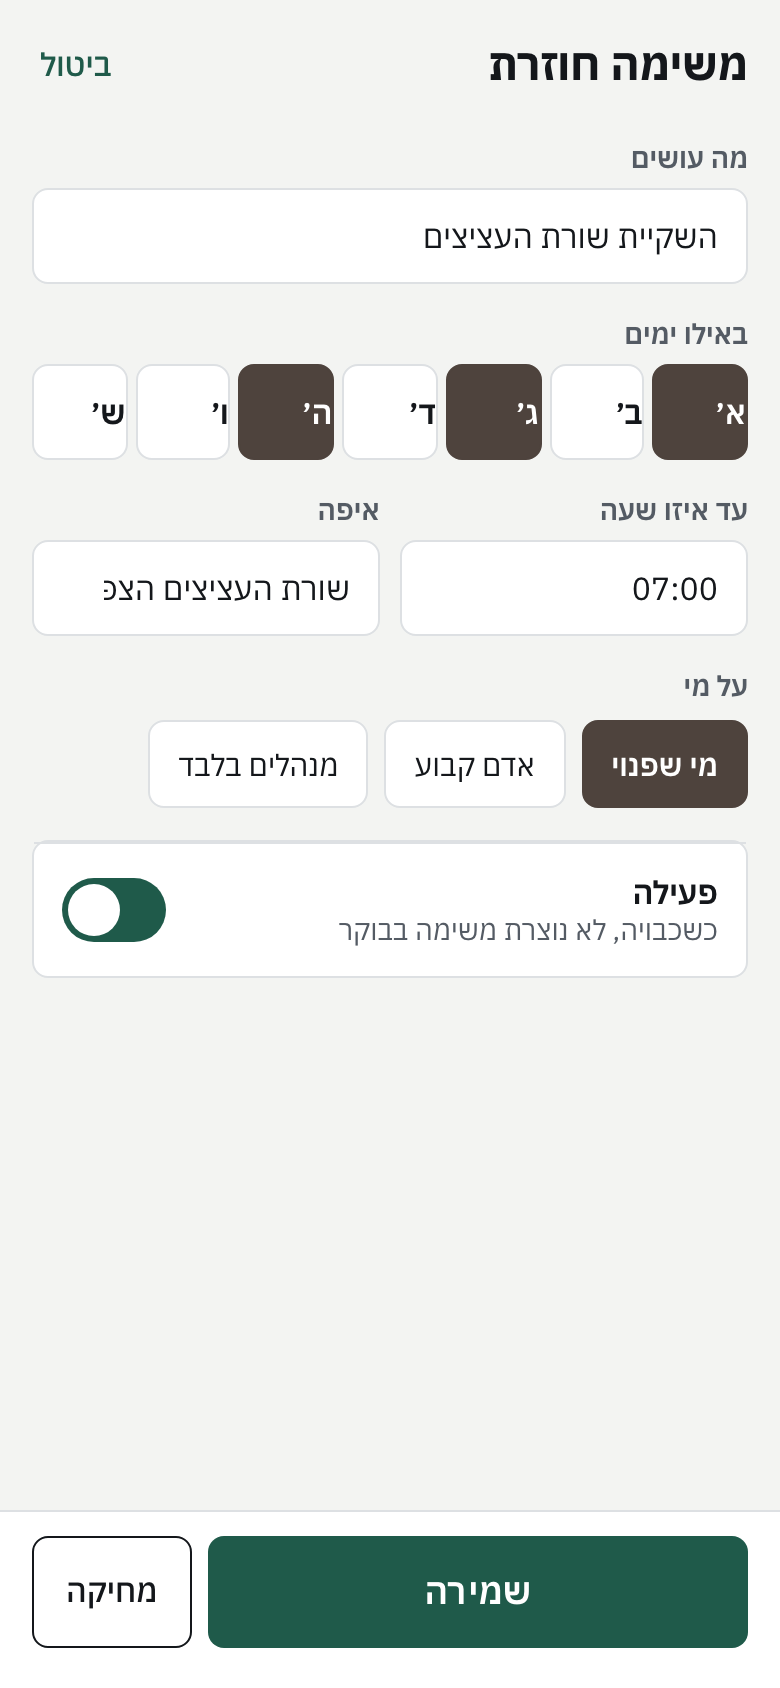 משימה חוזרת
ביטול
מה עושים
השקיית שורת העציצים
באילו ימים
א׳ ב׳ ג׳ ד׳ ה׳ ו׳ ש׳
עד איזו שעה
איפה
07:00
שורת העציצים הצפ
על מי
מי שפנוי
אדם קבוע
מנהלים בלבד
פעילה
כשכבויה, לא נוצרת משימה בבוקר
שמירה
מחיקה